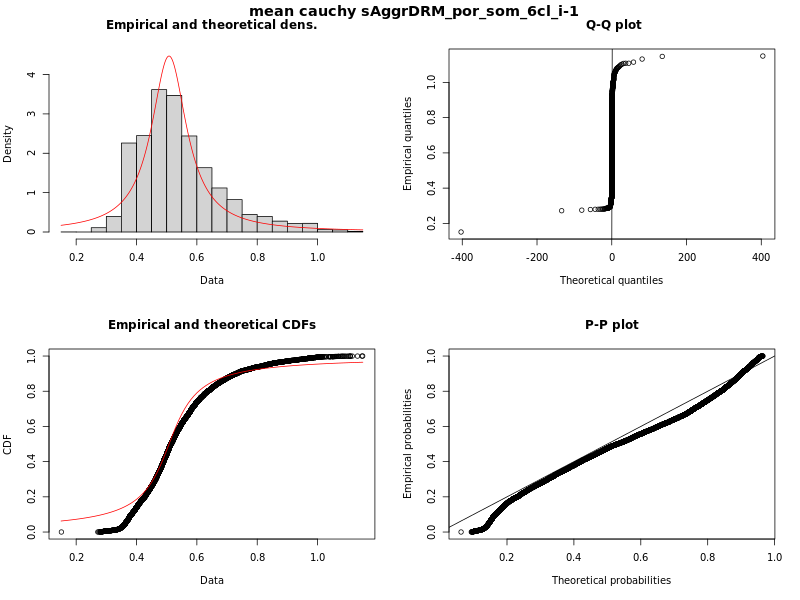 mean cauchy sAggrDRM_por_som_6cl_i-1
Empirical and theoretical dens.
Density
0 1 2 3 4
0.2 0.4 0.6 0.8 1.0
Data
Q-Q plot
Empirical quantiles
0.2 0.4 0.6 0.8 1.0
-400 -200 0 200 400
Theoretical quantiles
Empirical and theoretical CDFs
CDF
0.0 0.2 0.4 0.6 0.8 1.0
0.2 0.4 0.6 0.8 1.0
Data
P-P plot
Empirical probabilities
0.0 0.2 0.4 0.6 0.8 1.0
0.2 0.4 0.6 0.8 1.0
Theoretical probabilities